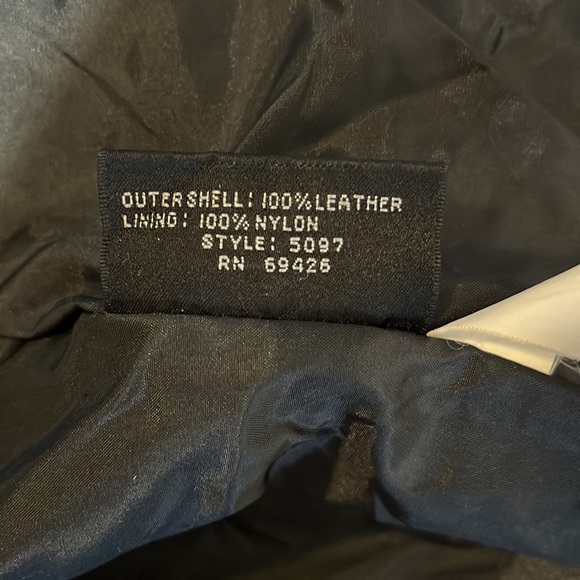 OUTER SHELL: 100% LEATHER
LINING: 100% NYLON
STYLE: 5097
RN 69426